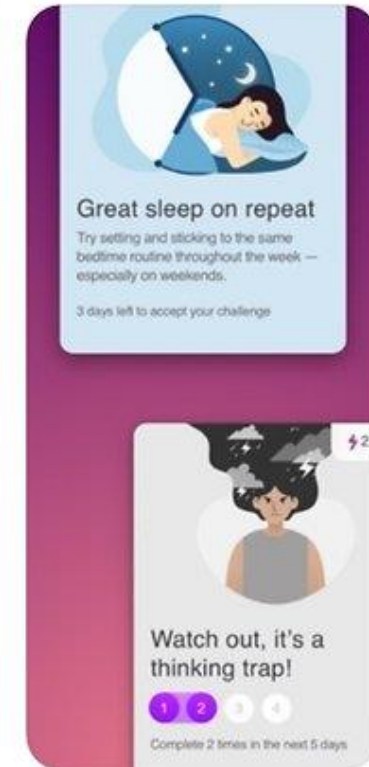 Great sleep on repeat
Try setting and sticking to the same
bedtime routine throughout the week —
especially on weekends.
3 days left to accept your challenge
2
Watch out, it's a
thinking trap!
1 2 3 4
Complete 2 times in the next 5 days